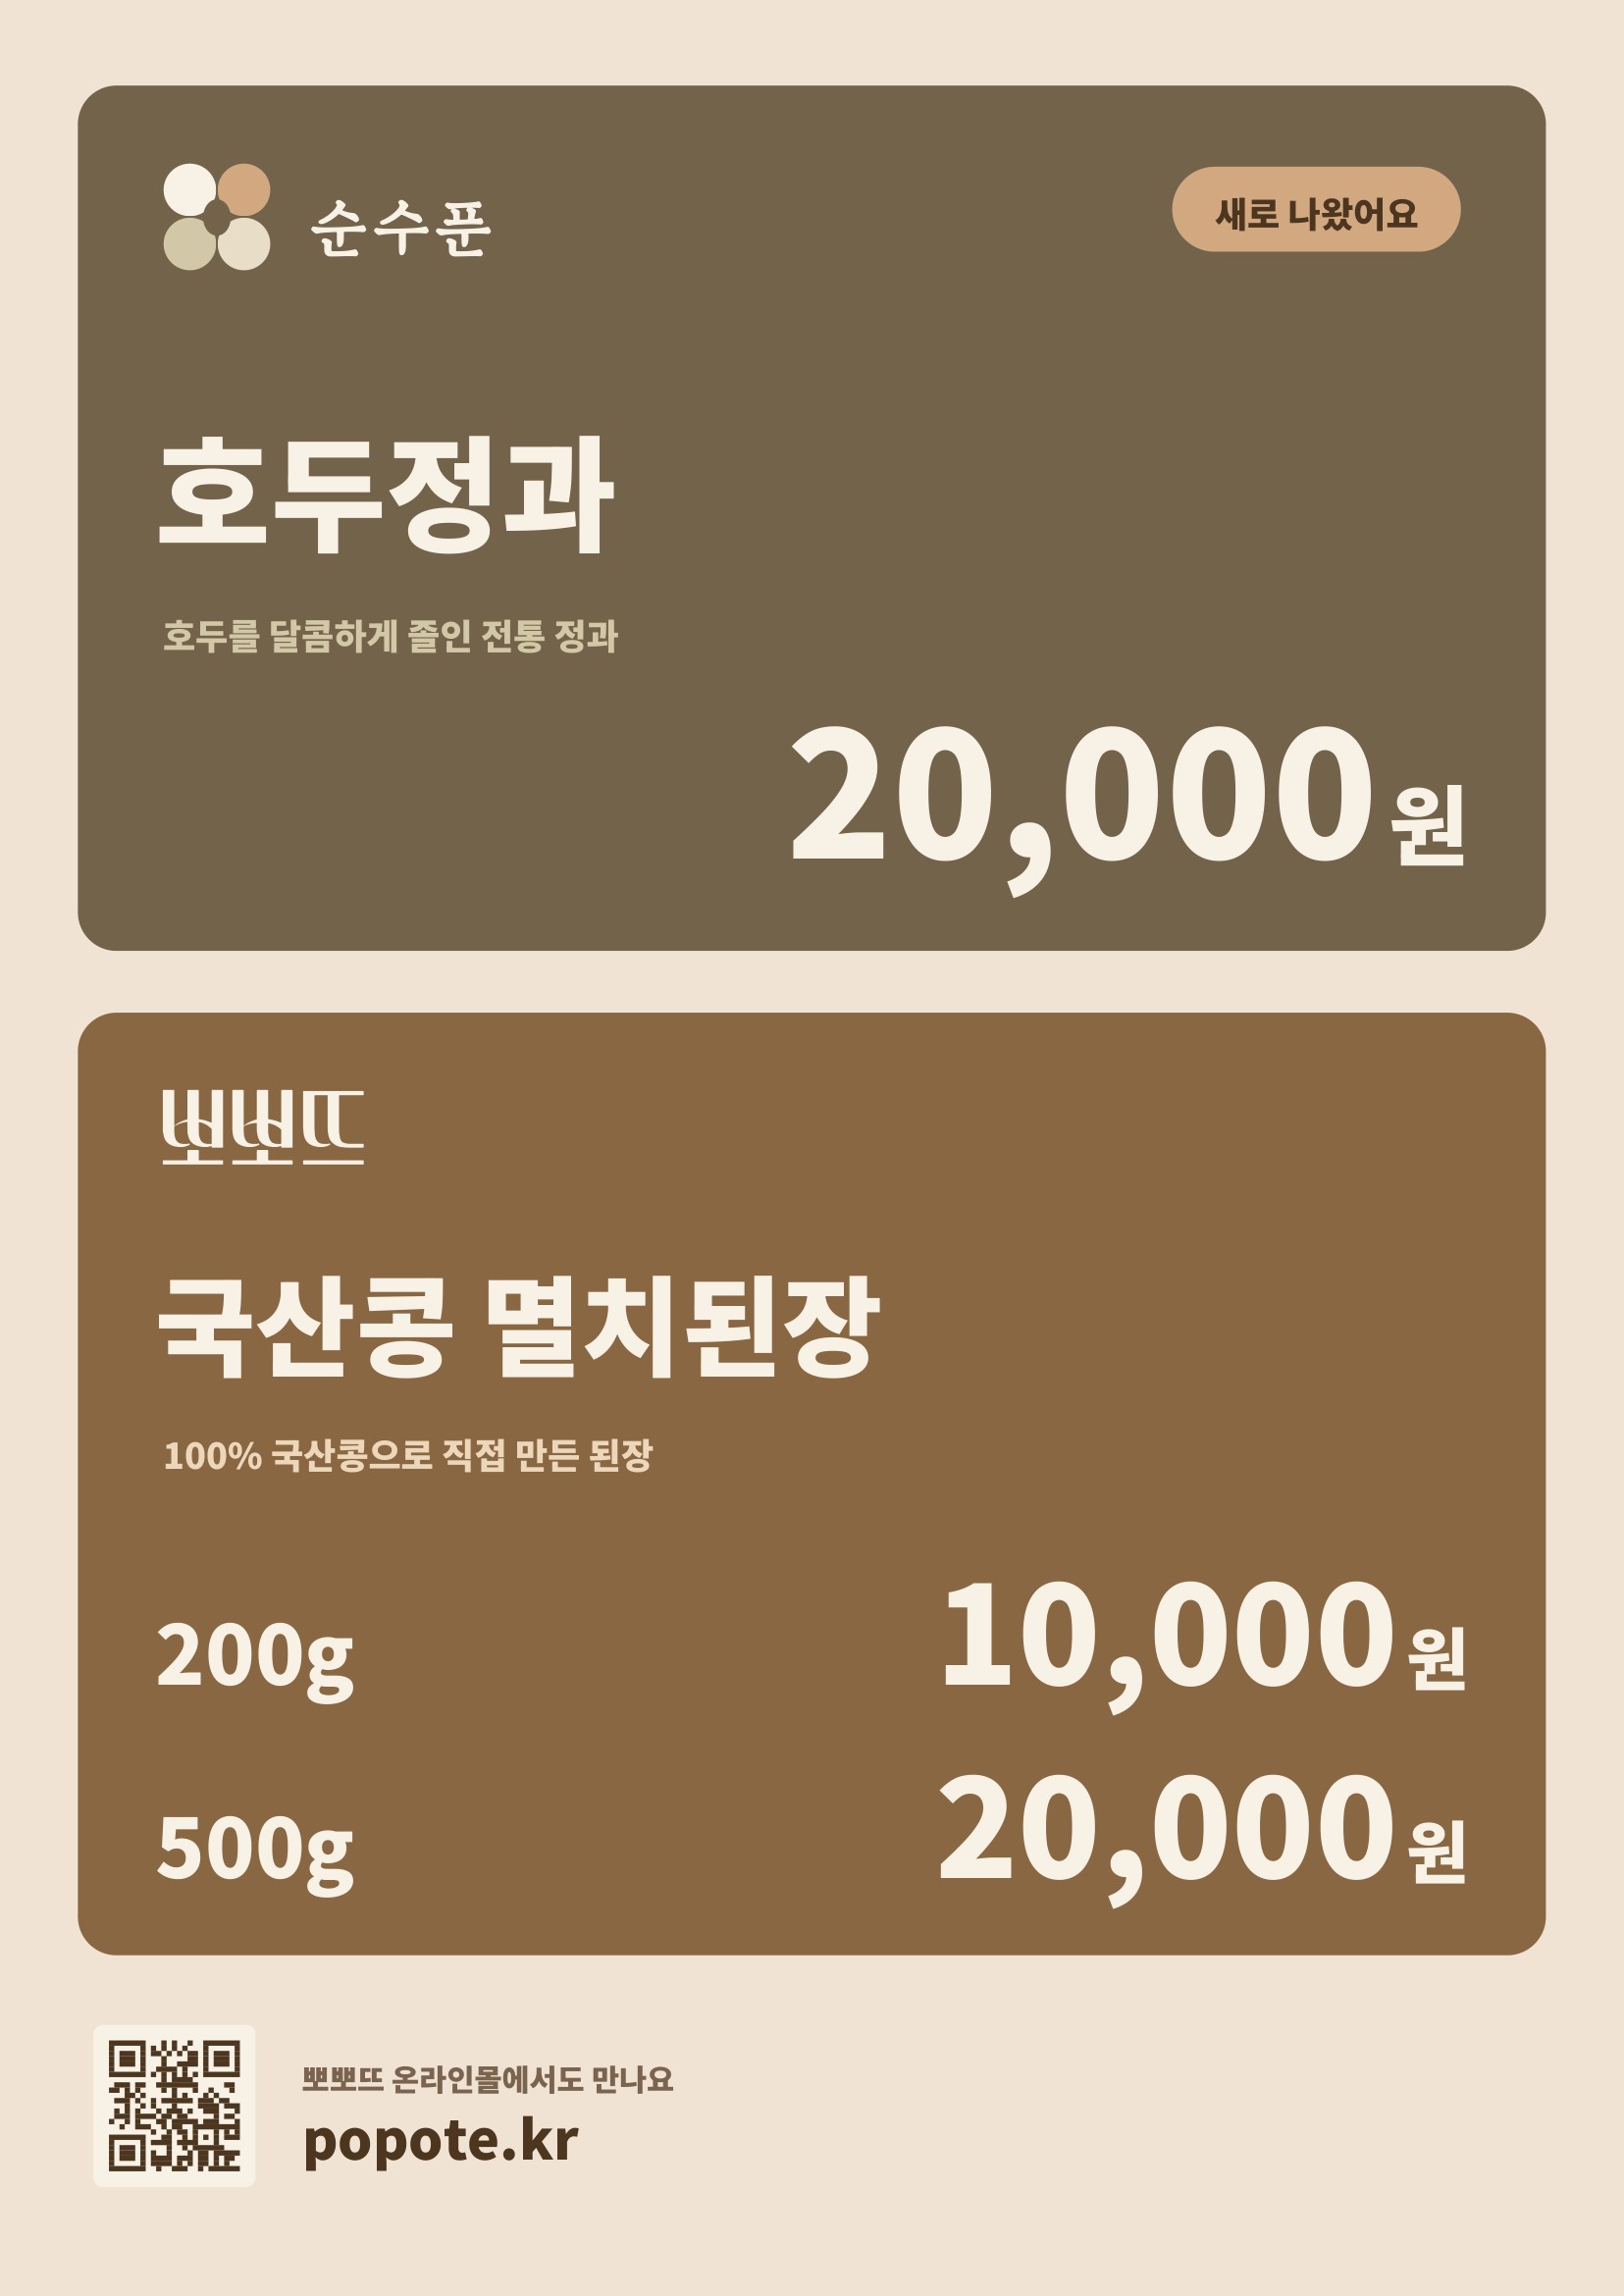 순수푼
새로 나왔어요
호두정과
호두를 달콤하게 졸인 전통 정과
20,000원
뽀뽀뜨
국산콩 멸치된장
100% 국산콩으로 직접 만든 된장
200g 10,000원
500g 20,000원
뽀뽀뜨 온라인몰에서도 만나요
popote.kr